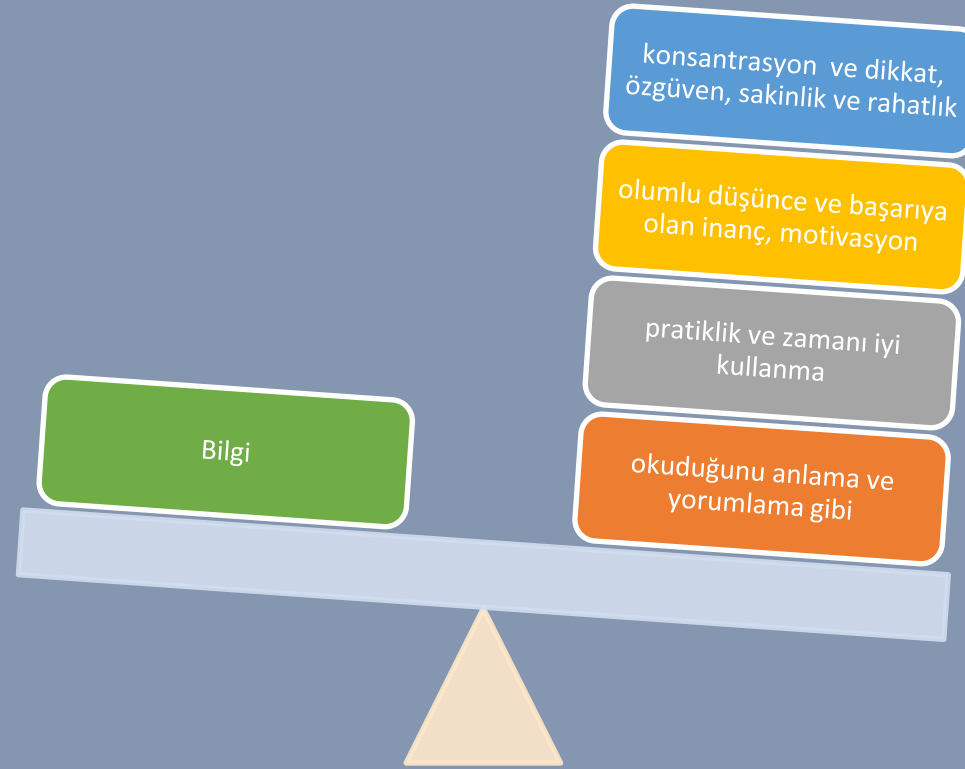 konsantrasyon ve dikkat,
özgüven, sakinlik ve rahatlık
olumlu düşünce ve başarıya
olan inanç, motivasyon
pratiklik ve zamanı iyi
kullanma
Bilgi
okuduğunu anlama ve
yorumlama gibi